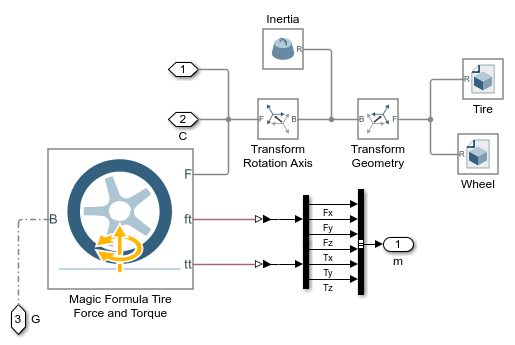 Inertia
R
1
2
C
F
B
Transform
Rotation Axis
B
F
Transform
Geometry
R
Tire
R
Wheel
B
F
ft
tt
Magic Formula Tire
Force and Torque
3
G
Fx
Fy
Fz
Tx
Ty
Tz
1
m